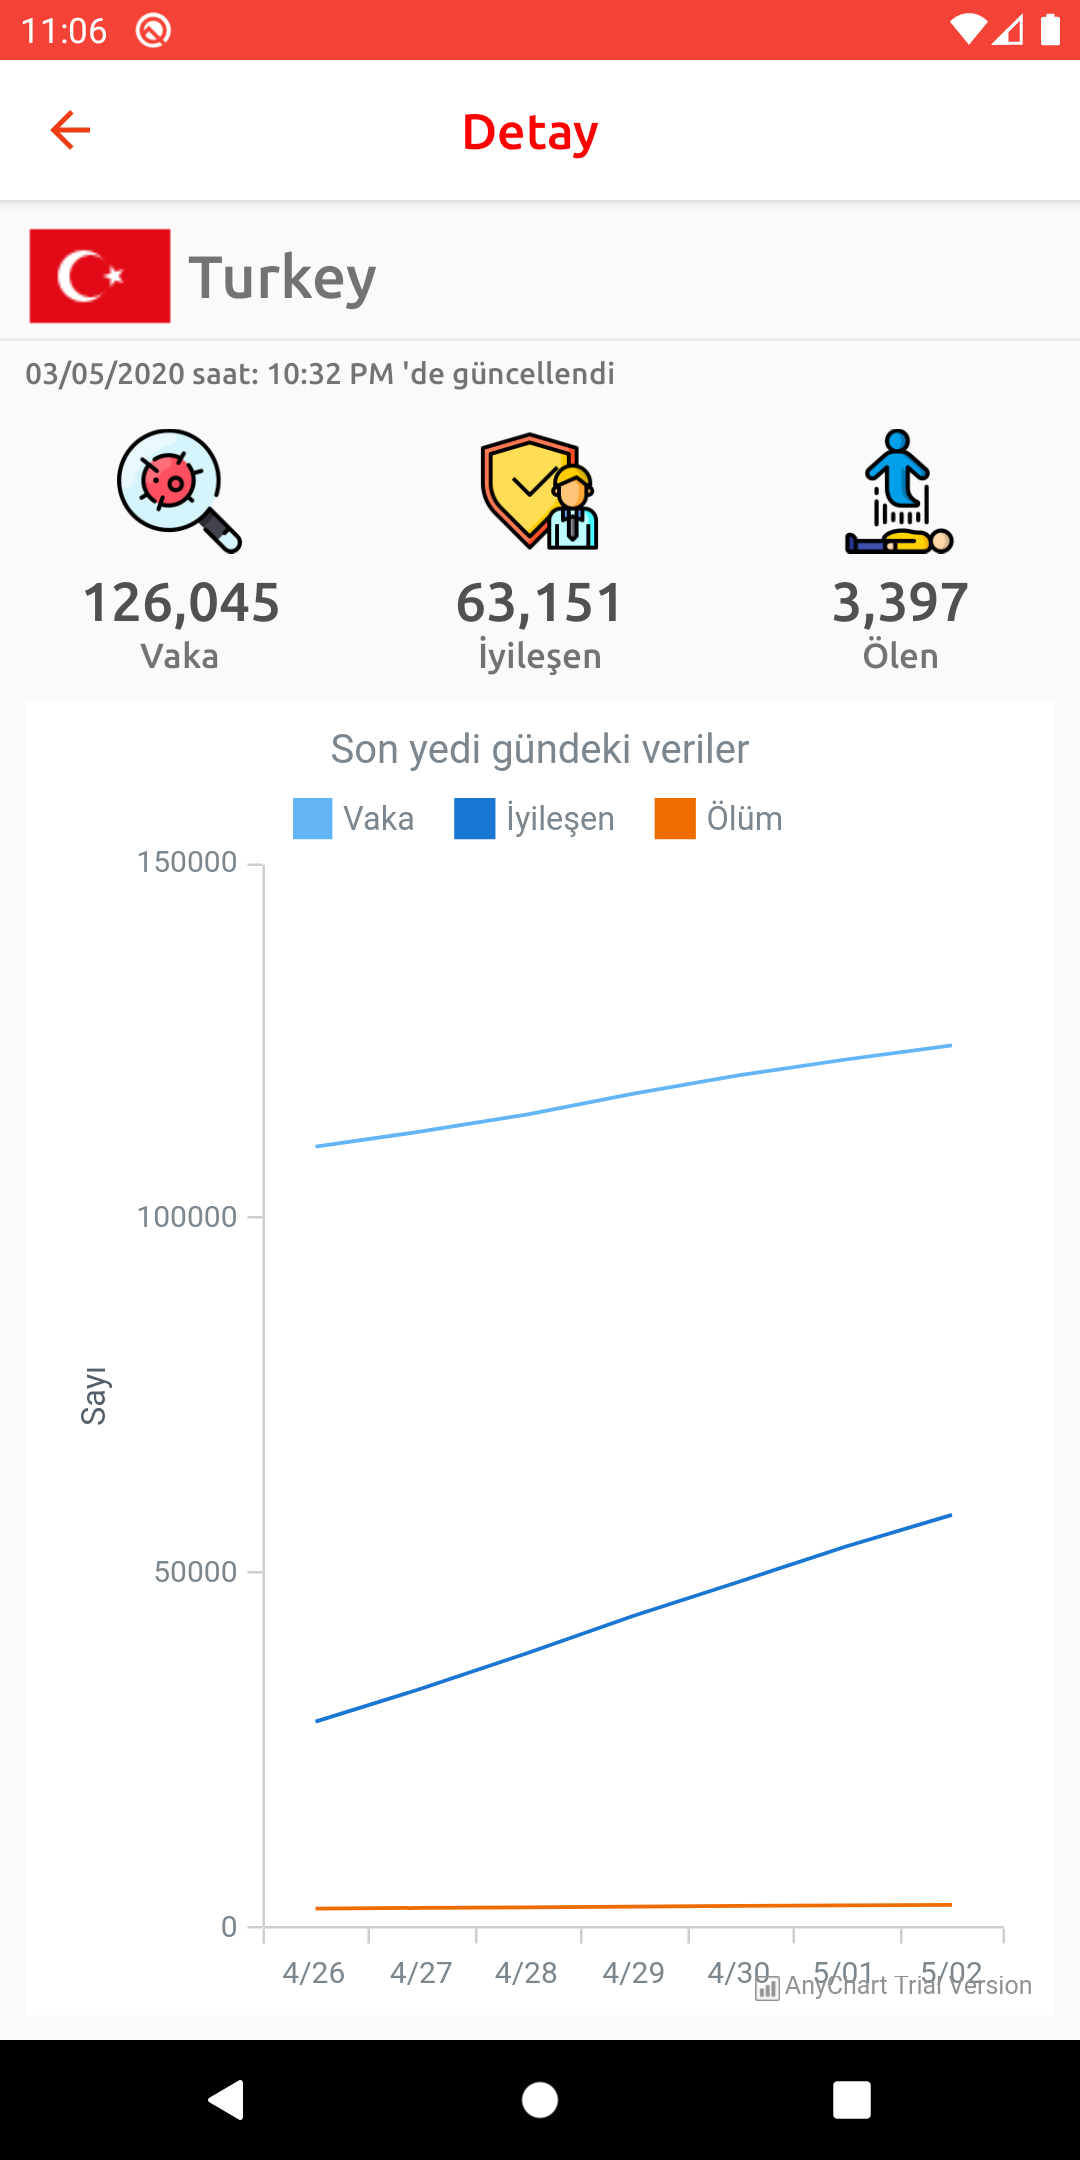 11:06
Detay
Turkey
03/05/2020 saat: 10:32 PM 'de güncellendi
126,045 63,151 3,397
Vaka İyileşen Ölen
Son yedi gündeki veriler
Vaka İyileşen Ölüm
150000
100000
50000
0
Sayı
4/26 4/27 4/28 4/29 4/30 5/01 5/02
AnyChart Trial Version